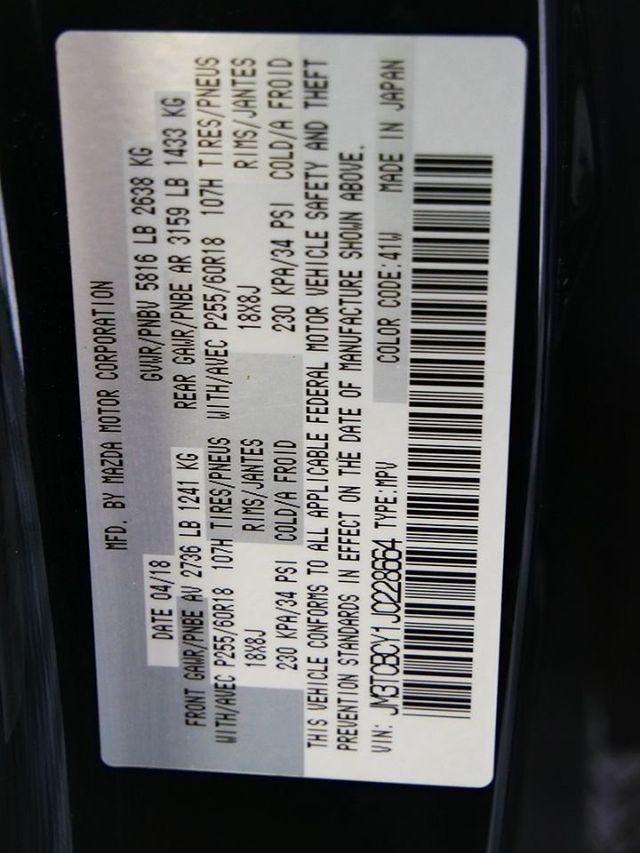 MFD. BY MAZDA MOTOR CORPORATION
DATE 04/18 GVWR/PNBV 5816 LB 2638 KG
FRONT GAWR/PNBE AV 2736 LB 1241 KG REAR GAWR/PNBE AR 3159 LB 1433 KG
WITH/AVEC P255/60R18 107H TIRES/PNEUS WITH/AVEC P255/60R18 107H TIRES/PNEUS
18X8J RIMS/JANTES 18X8J RIMS/JANTES
230 KPA/34 PSI COLD/A FROID 230 KPA/34 PSI COLD/A FROID
THIS VEHICLE CONFORMS TO ALL APPLICABLE FEDERAL MOTOR VEHICLE SAFETY AND THEFT
PREVENTION STANDARDS IN EFFECT ON THE DATE OF MANUFACTURE SHOWN ABOVE.
VIN: JM3TCBCY1J0228664 TYPE:MPV COLOR CODE:41W MADE IN JAPAN